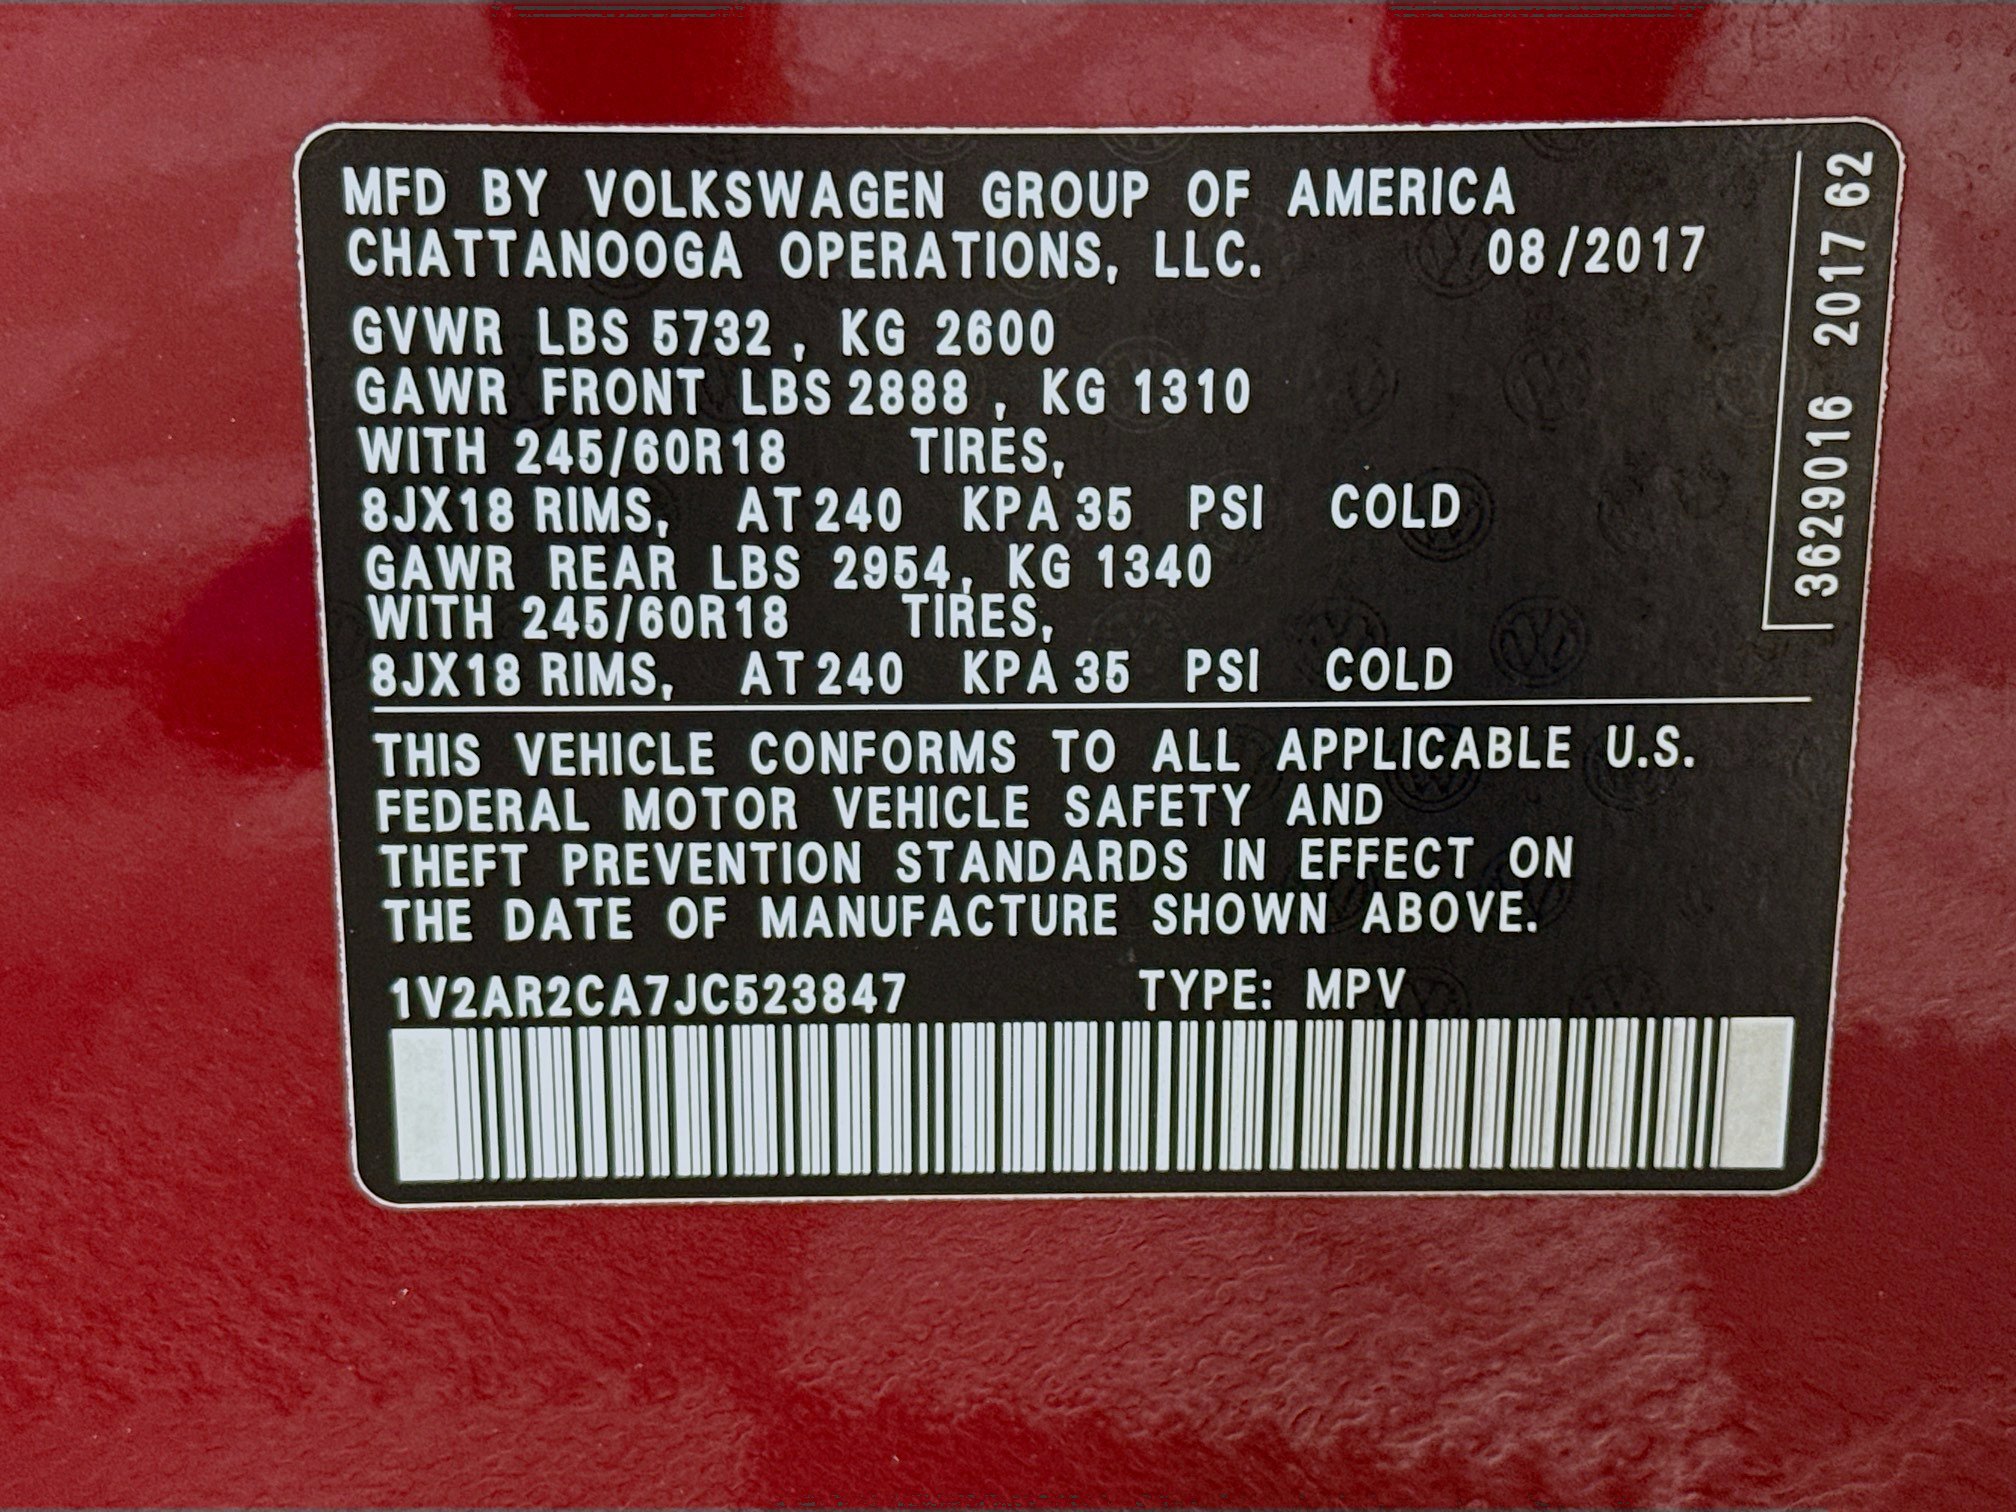 MFD BY VOLKSWAGEN GROUP OF AMERICA
CHATTANOOGA OPERATIONS, LLC. 08/2017
GVWR LBS 5732, KG 2600
GAWR FRONT LBS 2888, KG 1310
WITH 245/60R18 TIRES,
8JX18 RIMS, AT 240 KPA 35 PSI COLD
GAWR REAR LBS 2954, KG 1340
WITH 245/60R18 TIRES,
8JX18 RIMS, AT 240 KPA 35 PSI COLD
THIS VEHICLE CONFORMS TO ALL APPLICABLE U.S.
FEDERAL MOTOR VEHICLE SAFETY AND
THEFT PREVENTION STANDARDS IN EFFECT ON
THE DATE OF MANUFACTURE SHOWN ABOVE.
1V2AR2CA7JC523847 TYPE: MPV
3629016 2017 62